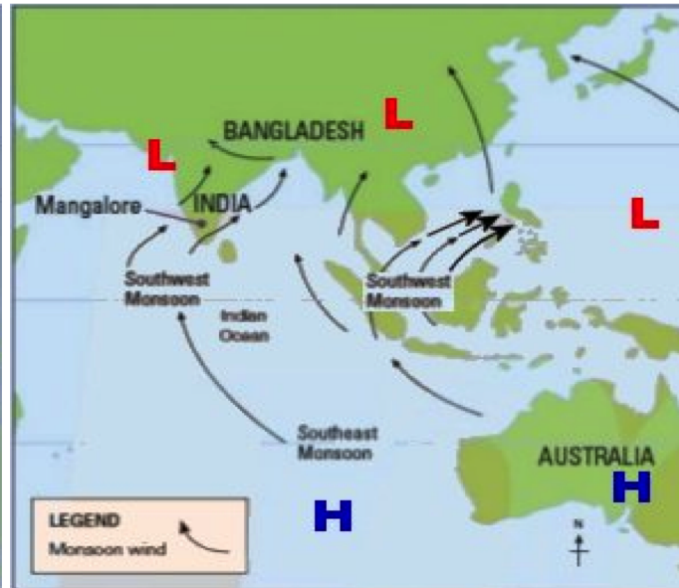 L
BANGLADESH
L
INDIA
Mangalore
L
Southwest
Monsoon
Southwest
Monsoon
Indian
Ocean
Southeast
Monsoon
AUSTRALIA
H
H
LEGEND
Monsoon wind
N